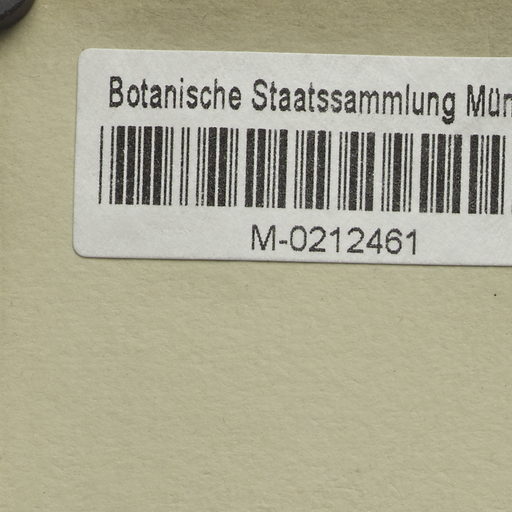 Botanische Staatssammlung Mün
M-0212461